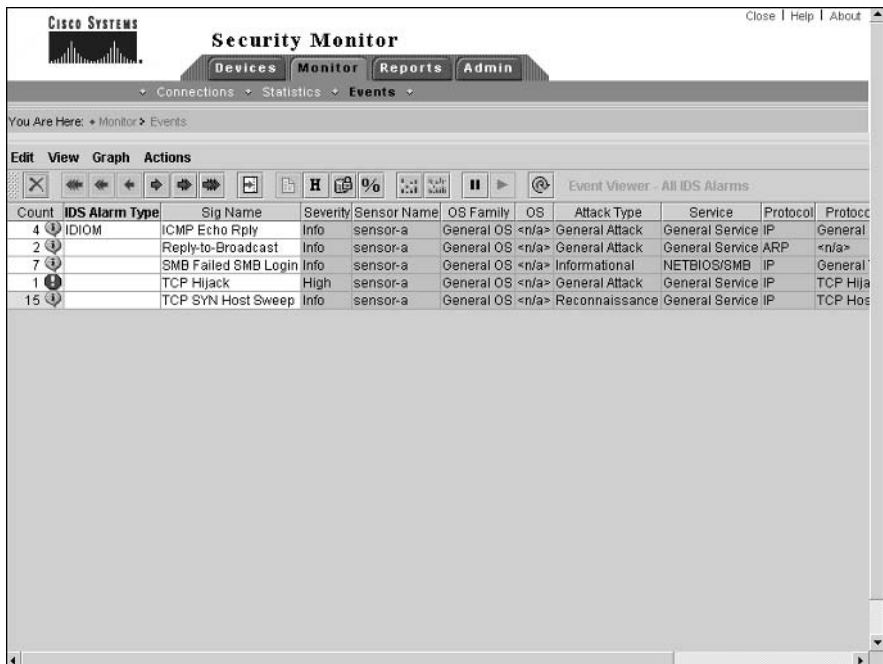 Close | Help | About
CISCO SYSTEMS
Security Monitor
Devices Monitor Reports Admin
Connections Statistics Events
You Are Here: Monitor > Events
Edit View Graph Actions
H % Event Viewer - All IDS Alarms
Count IDS Alarm Type Sig Name Severity Sensor Name OS Family OS Attack Type Service Protocol Protoc
4 IDIOM ICMP Echo Rply Info sensor-a General OS <n/a> General Attack General Service IP General
2 Reply-to-Broadcast Info sensor-a General OS <n/a> General Attack General Service ARP <n/a>
7 SMB Failed SMB Login Info sensor-a General OS <n/a> Informational NETBIOS/SMB IP General
1 TCP Hijack High sensor-a General OS <n/a> General Attack General Service IP TCP Hija
15 TCP SYN Host Sweep Info sensor-a General OS <n/a> Reconnaissance General Service IP TCP Hos